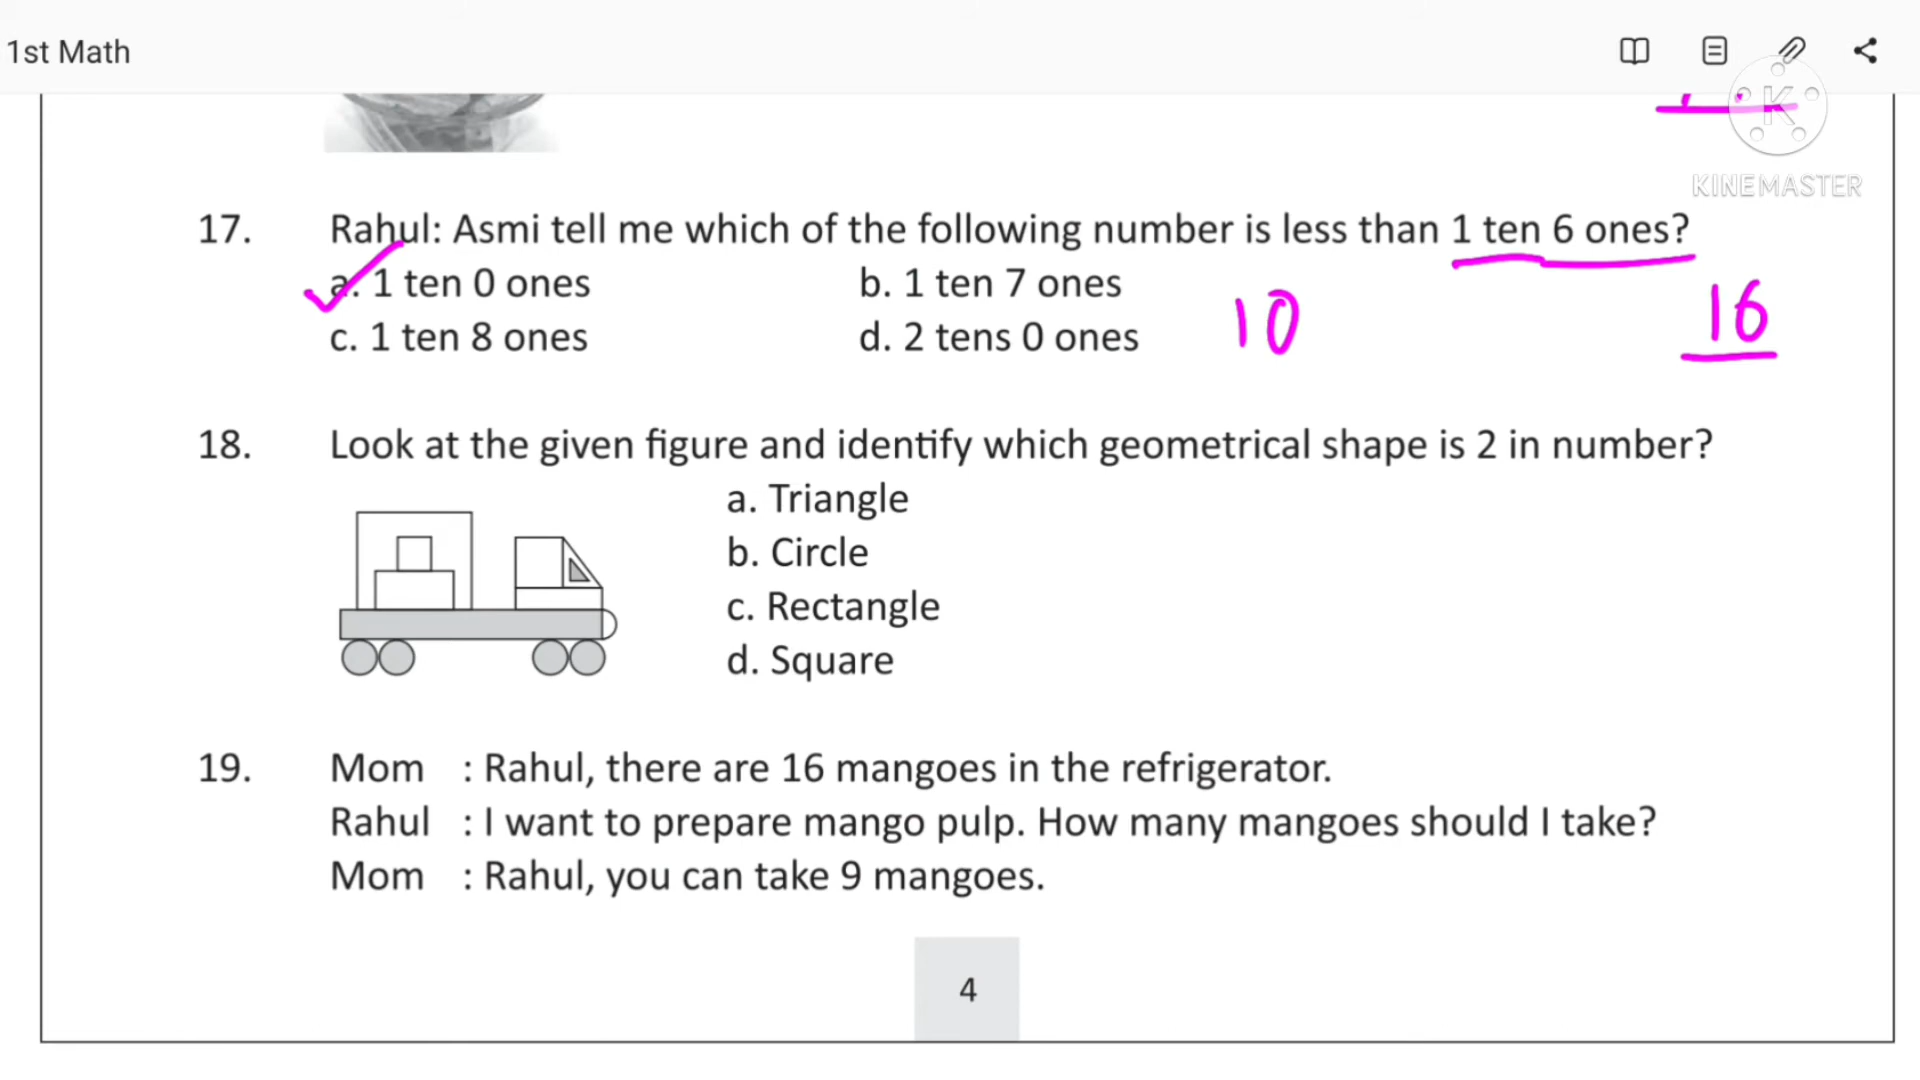 1st Math
KINEMASTER
17. Rahul: Asmi tell me which of the following number is less than 1 ten 6 ones?
a. 1 ten 0 ones b. 1 ten 7 ones
c. 1 ten 8 ones d. 2 tens 0 ones
10 16
18. Look at the given figure and identify which geometrical shape is 2 in number?
a. Triangle
b. Circle
c. Rectangle
d. Square
19. Mom : Rahul, there are 16 mangoes in the refrigerator.
Rahul : I want to prepare mango pulp. How many mangoes should I take?
Mom : Rahul, you can take 9 mangoes.
4